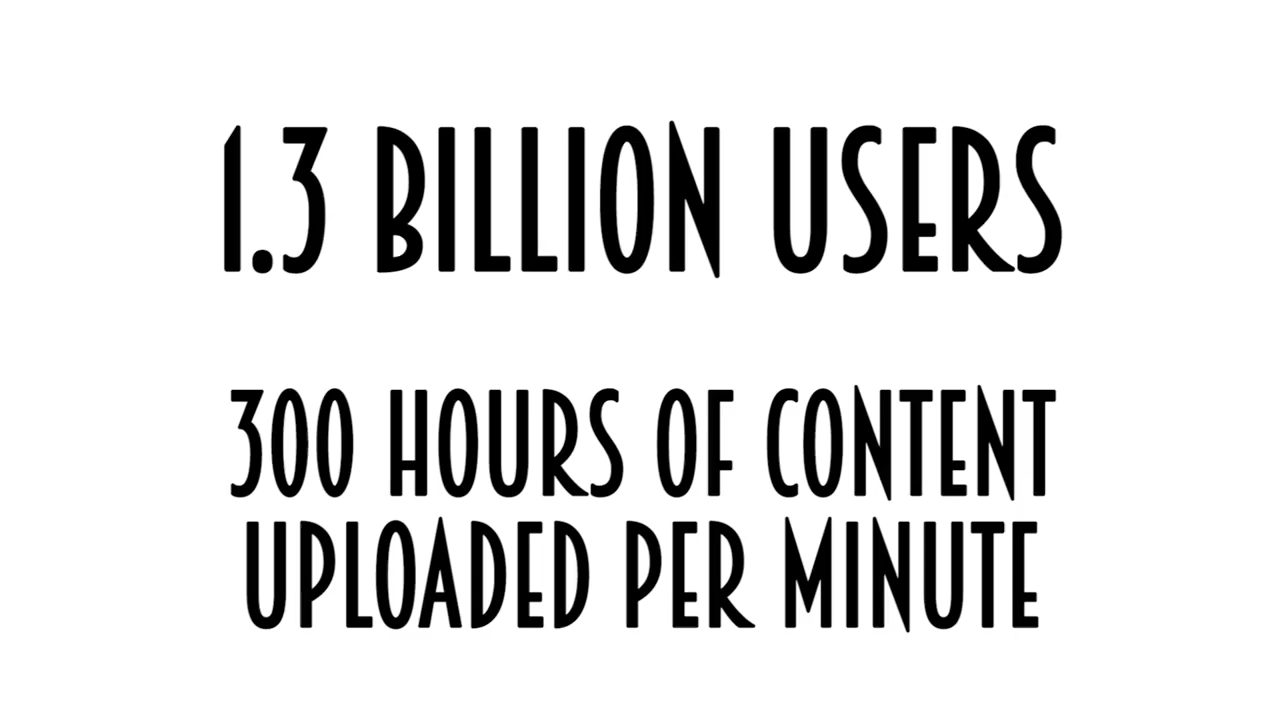 1.3 BILLION USERS
300 HOURS OF CONTENT
UPLOADED PER MINUTE